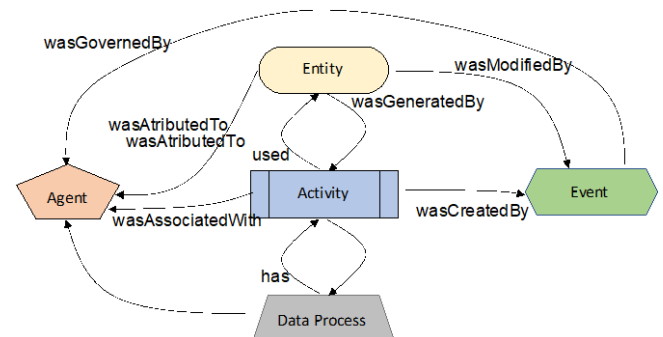 wasGovernedBy
Entity
wasModifiedBy
wasGeneratedBy
wasAtributedTo
wasAtributedTo
used
Agent
Activity
Event
wasAssociatedWith
wasCreatedBy
has
Data Process